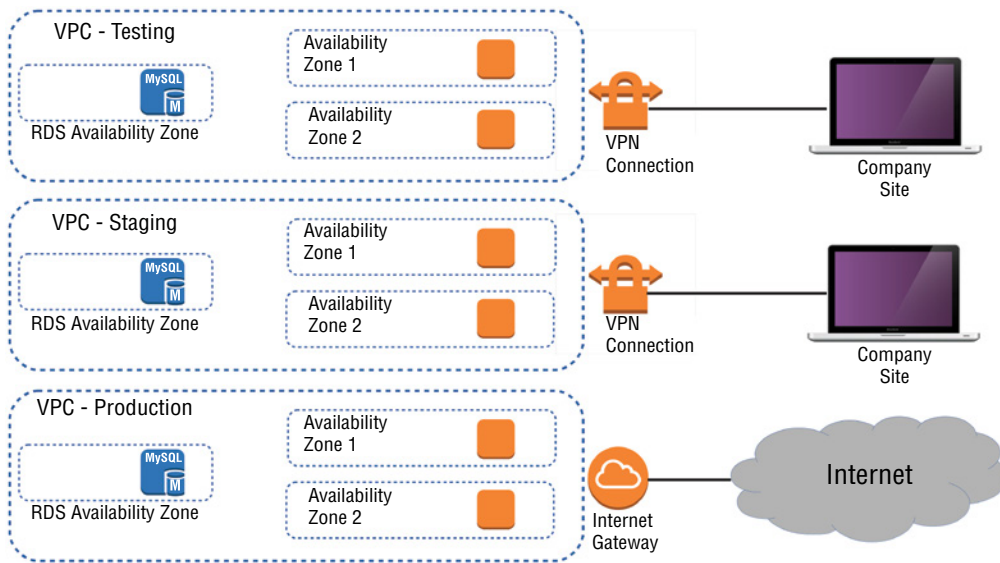 VPC - Testing
MySQL
M
RDS Availability Zone
Availability
Zone 1
Availability
Zone 2
VPN
Connection
Company
Site
VPC - Staging
MySQL
M
RDS Availability Zone
Availability
Zone 1
Availability
Zone 2
VPN
Connection
Company
Site
VPC - Production
MySQL
M
RDS Availability Zone
Availability
Zone 1
Availability
Zone 2
Internet
Gateway
Internet